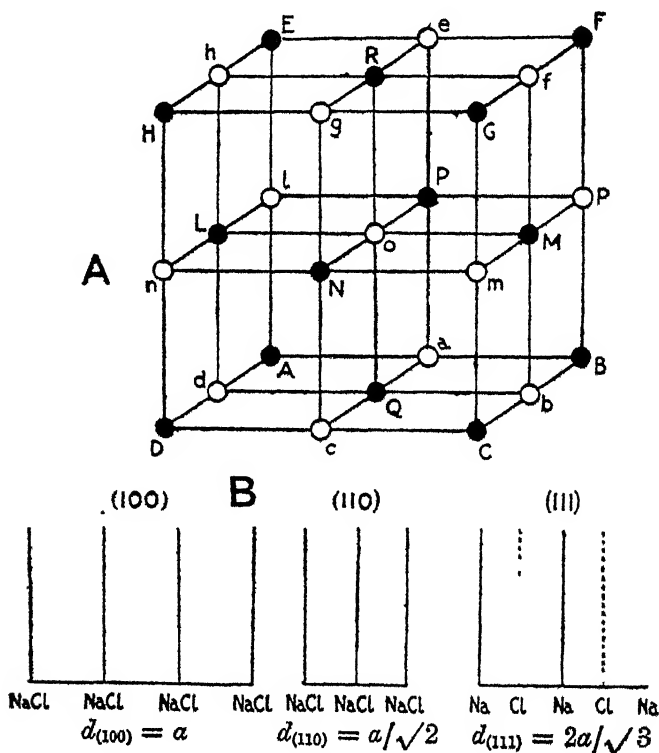 E e F
h R f
H g G
l P P
L o M
A n N m
A a B
d Q b
D c C
(100) B (110) (111)
NaCl NaCl NaCl NaCl NaCl NaCl NaCl Na Cl Na Cl Na
d(100) = a d(110) = a/√2 d(111) = 2a/√3